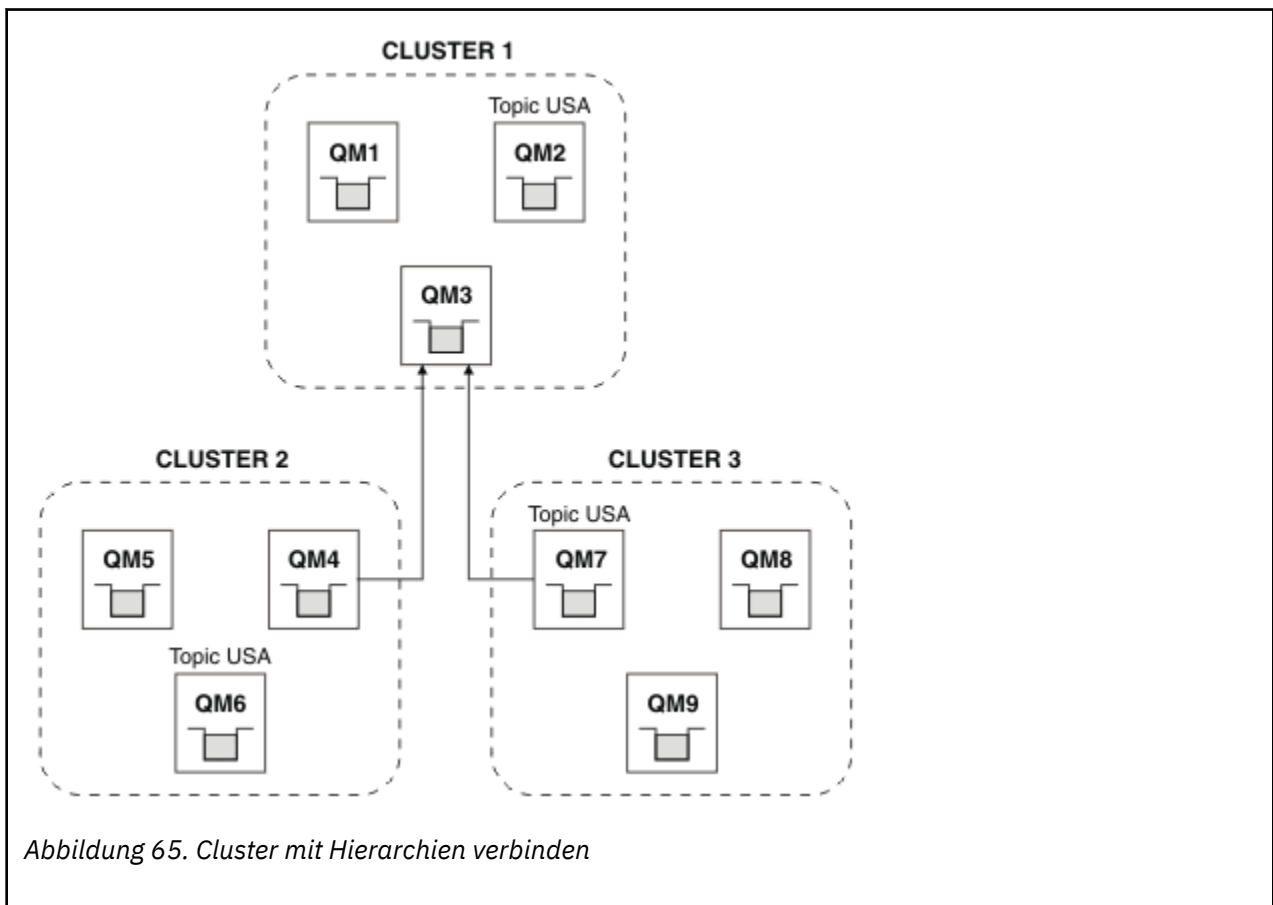 CLUSTER 1
Topic USA
QM1
QM2
QM3
CLUSTER 2
CLUSTER 3
Topic USA
QM5
QM4
QM7
QM8
Topic USA
QM6
QM9
Abbildung 65. Cluster mit Hierarchien verbinden